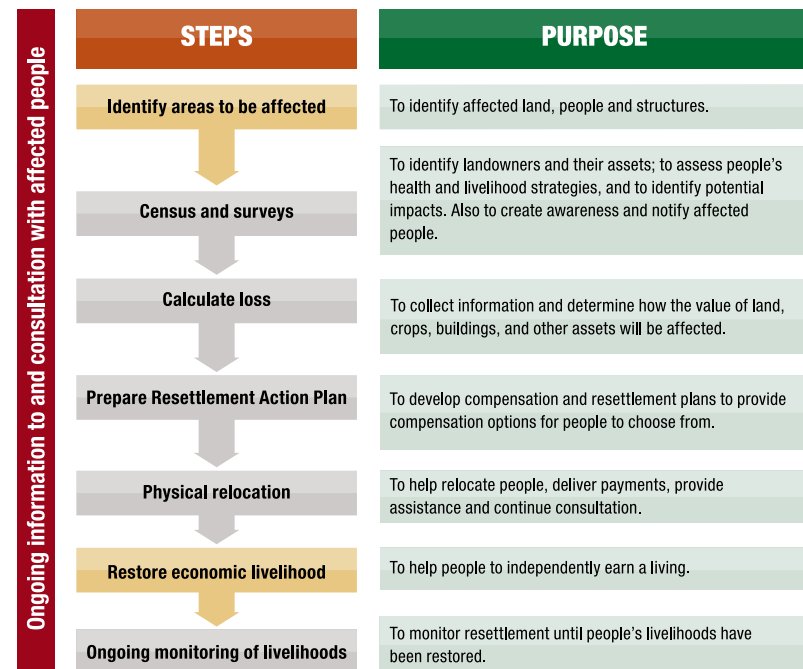 Ongoing information to and consultation with affected people
STEPS
PURPOSE
Identify areas to be affected
To identify affected land, people and structures.
Census and surveys
To identify landowners and their assets; to assess people's
health and livelihood strategies, and to identify potential
impacts. Also to create awareness and notify affected
people.
Calculate loss
To collect information and determine how the value of land,
crops, buildings, and other assets will be affected.
Prepare Resettlement Action Plan
To develop compensation and resettlement plans to provide
compensation options for people to choose from.
Physical relocation
To help relocate people, deliver payments, provide
assistance and continue consultation.
Restore economic livelihood
To help people to independently earn a living.
Ongoing monitoring of livelihoods
To monitor resettlement until people's livelihoods have
been restored.